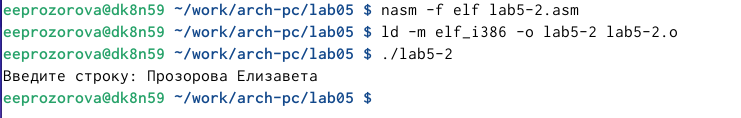 eeprozorova@dk8n59 ~/work/arch-pc/lab05 $ nasm -f elf lab5-2.asm
eeprozorova@dk8n59 ~/work/arch-pc/lab05 $ ld -m elf_i386 -o lab5-2 lab5-2.o
eeprozorova@dk8n59 ~/work/arch-pc/lab05 $ ./lab5-2
Введите строку: Прозорова Елизавета
eeprozorova@dk8n59 ~/work/arch-pc/lab05 $